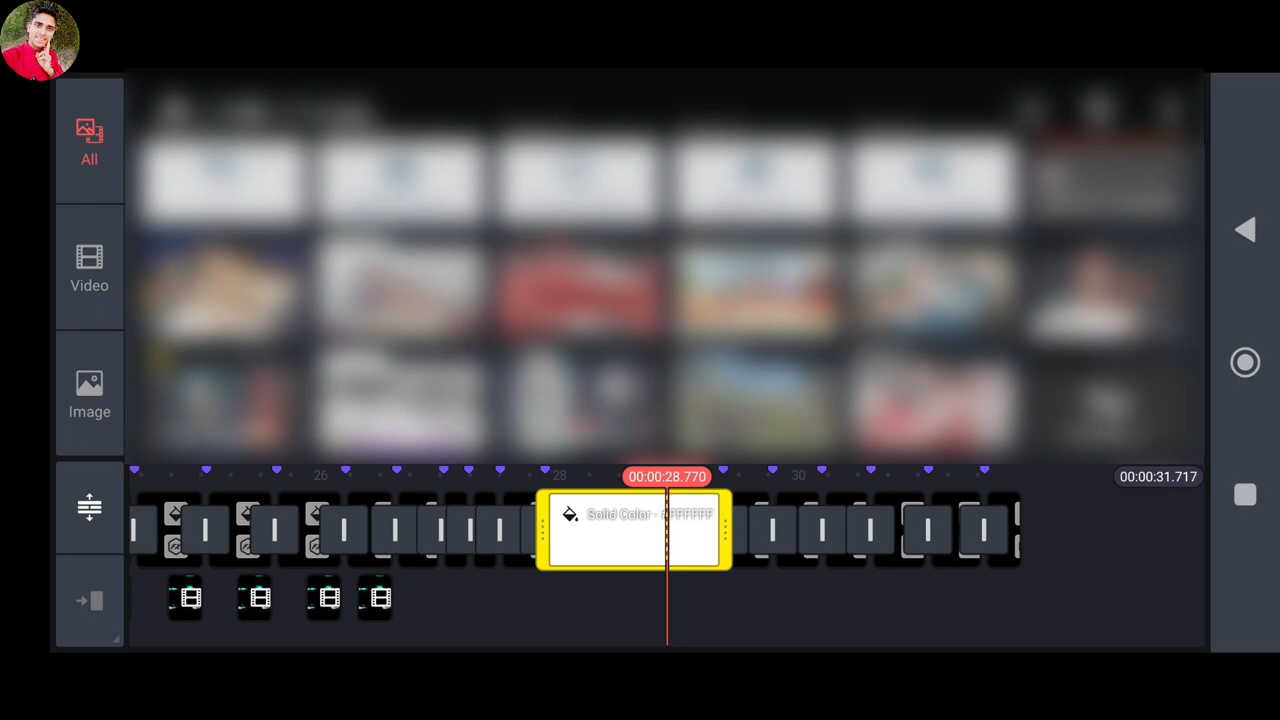 All
Video
Image
26
28
00:00:28.770
30
00:00:31.717
Solid Color - #FFFFFF